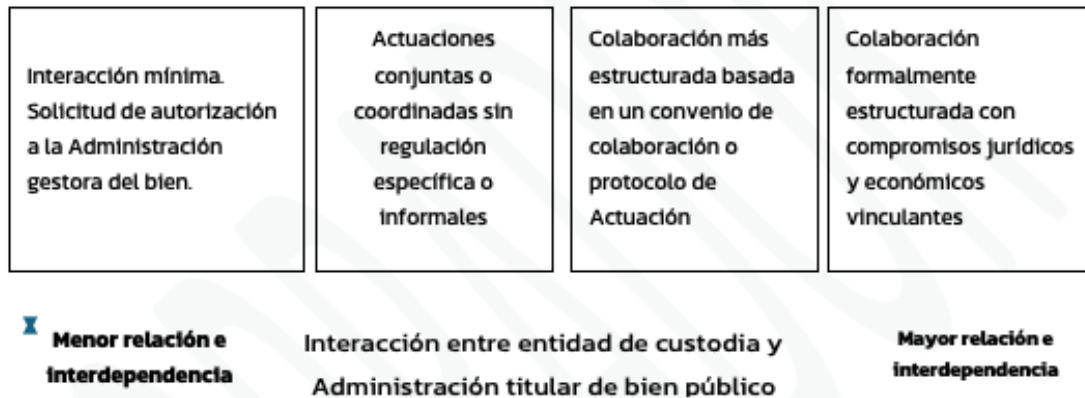 Interacción mínima.
Solicitud de autorización
a la Administración
gestora del bien.
Actuaciones
conjuntas o
coordinadas sin
regulación
específica o
informales
Colaboración más
estructurada basada
en un convenio de
colaboración o
protocolo de
Actuación
Colaboración
formalmente
estructurada con
compromisos jurídicos
y económicos
vinculantes
Menor relación e
interdependencia
Interacción entre entidad de custodia y
Administración titular de bien público
Mayor relación e
interdependencia